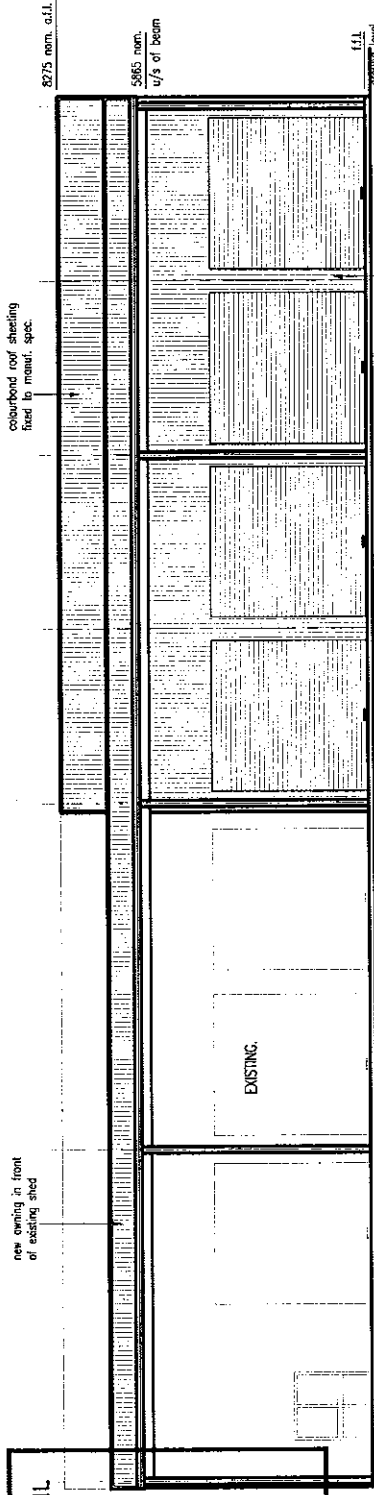 8275 nom. a.f.l.
colourbond roof sheeting
fixed to manuf. spec.
5865 nom.
u/s of beam
new awning in front
of existing shed
EXISTING.
f.f.l.